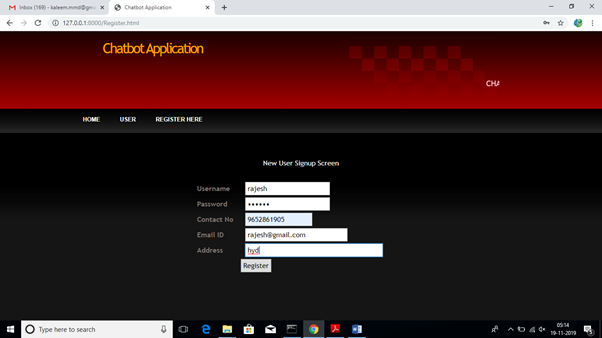 Inbox (169) - kaleem.mmd@gm
Chatbot Application
127.0.0.1:8000/Register.html
Chatbot Application
CHA
HOME USER REGISTER HERE
New User Signup Screen
Username rajesh
Password ••••••
Contact No 9652861905
Email ID rajesh@gmail.com
Address hyd
Register
Type here to search
05:14
19-11-2019